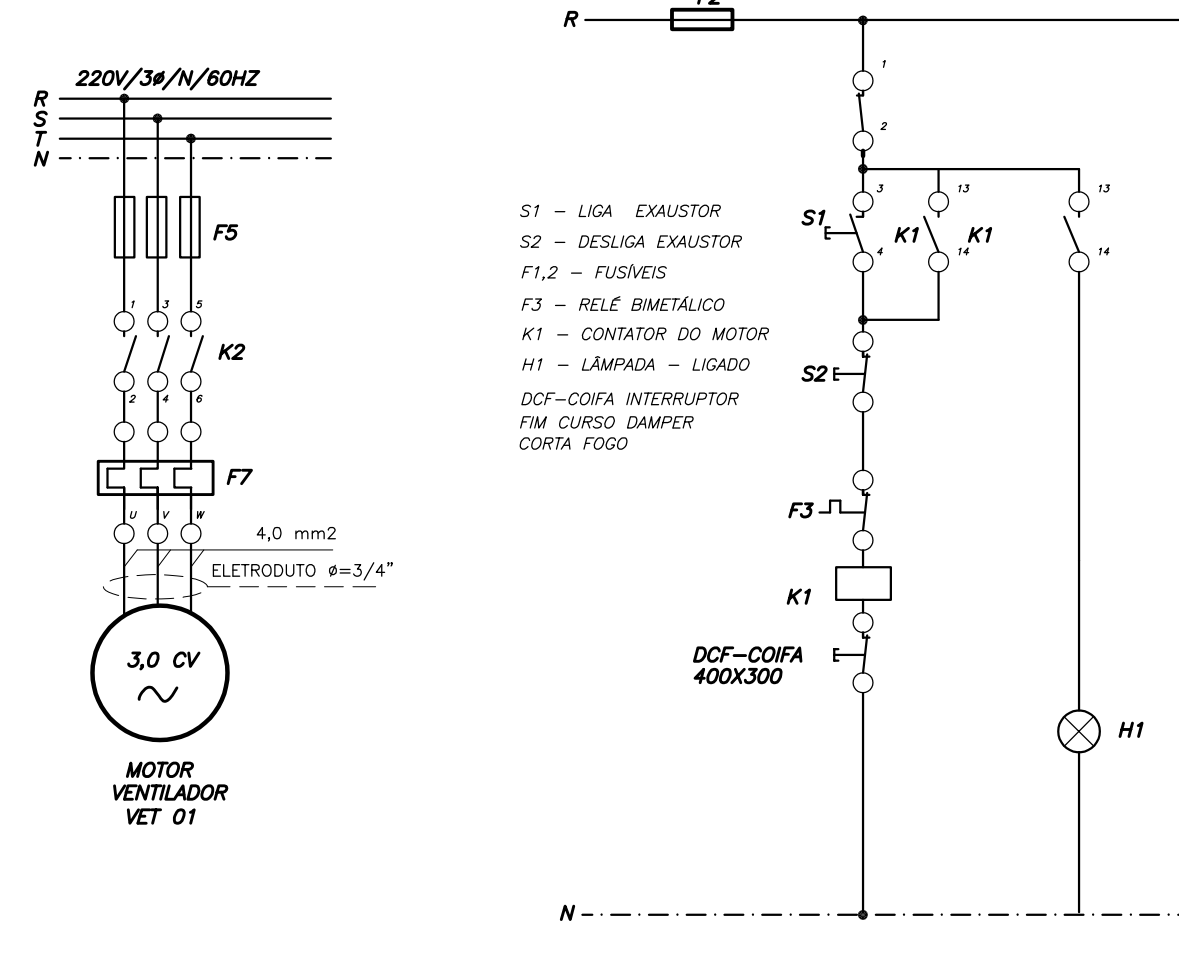 220V/3ø/N/60HZ
R
S
T
N
F5
1 3 5
K2
2 4 6
F7
U V W
4,0 mm2
ELETRODUTO ø=3/4”
3,0 CV
MOTOR
VENTILADOR
VET 01
S1 – LIGA EXAUSTOR
S2 – DESLIGA EXAUSTOR
F1,2 – FUSÍVEIS
F3 – RELÉ BIMETÁLICO
K1 – CONTATOR DO MOTOR
H1 – LÂMPADA – LIGADO
DCF–COIFA INTERRUPTOR
FIM CURSO DAMPER
CORTA FOGO
R
1
2
3 13 13
S1 K1 K1
4 14 14
S2
F3
K1
DCF–COIFA
400X300
H1
N